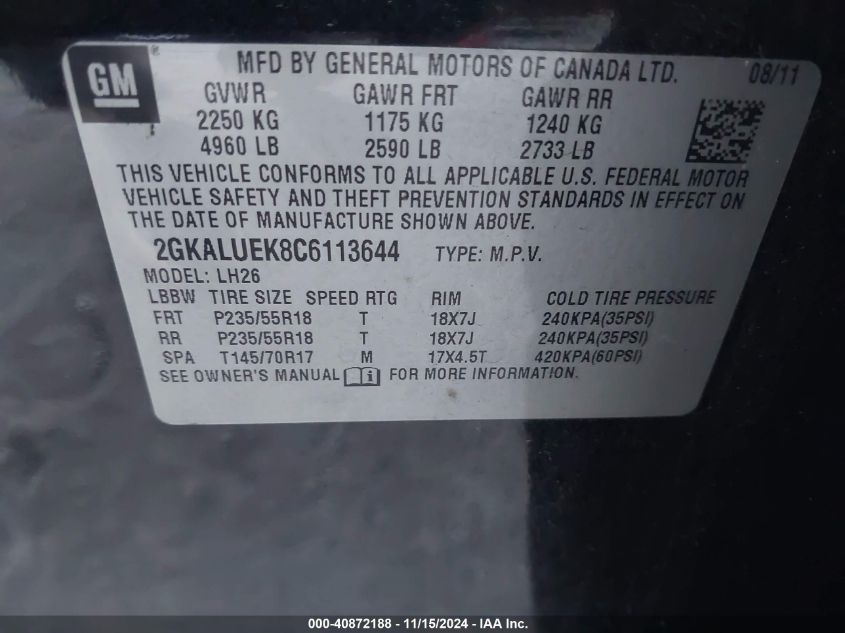 GM ® MFD BY GENERAL MOTORS OF CANADA LTD. 08/11
GVWR GAWR FRT GAWR RR
2250 KG 1175 KG 1240 KG
4960 LB 2590 LB 2733 LB
THIS VEHICLE CONFORMS TO ALL APPLICABLE U.S. FEDERAL MOTOR
VEHICLE SAFETY AND THEFT PREVENTION STANDARDS IN EFFECT ON
THE DATE OF MANUFACTURE SHOWN ABOVE.
2GKALUEK8C6113644 TYPE: M.P.V.
MODEL: LH26
LBBW TIRE SIZE SPEED RTG RIM COLD TIRE PRESSURE
FRT P235/55R18 T 18X7J 240KPA(35PSI)
RR P235/55R18 T 18X7J 240KPA(35PSI)
SPA T145/70R17 M 17X4.5T 420KPA(60PSI)
SEE OWNER'S MANUAL i FOR MORE INFORMATION.
000-40872188 - 11/15/2024 - IAA Inc.